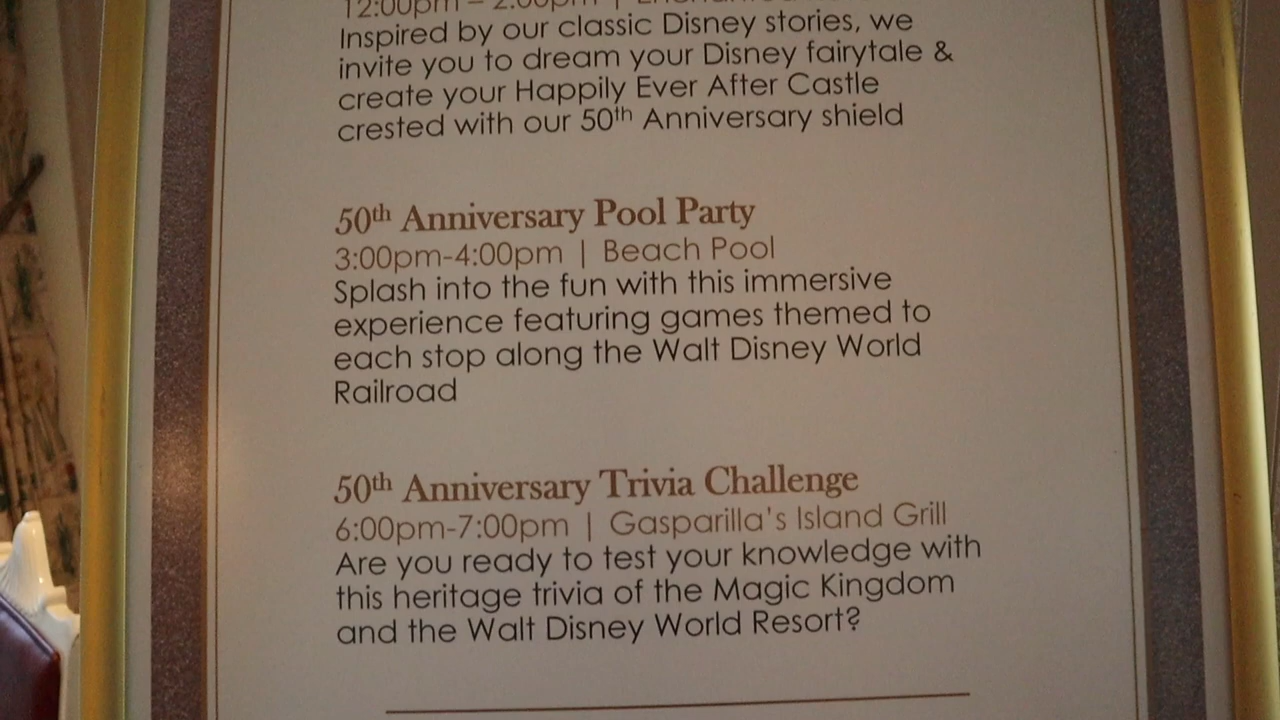 12:00pm – 2:00pm |
Inspired by our classic Disney stories, we
invite you to dream your Disney fairytale &
create your Happily Ever After Castle
crested with our 50th Anniversary shield
50th Anniversary Pool Party
3:00pm-4:00pm | Beach Pool
Splash into the fun with this immersive
experience featuring games themed to
each stop along the Walt Disney World
Railroad
50th Anniversary Trivia Challenge
6:00pm-7:00pm | Gasparilla's Island Grill
Are you ready to test your knowledge with
this heritage trivia of the Magic Kingdom
and the Walt Disney World Resort?